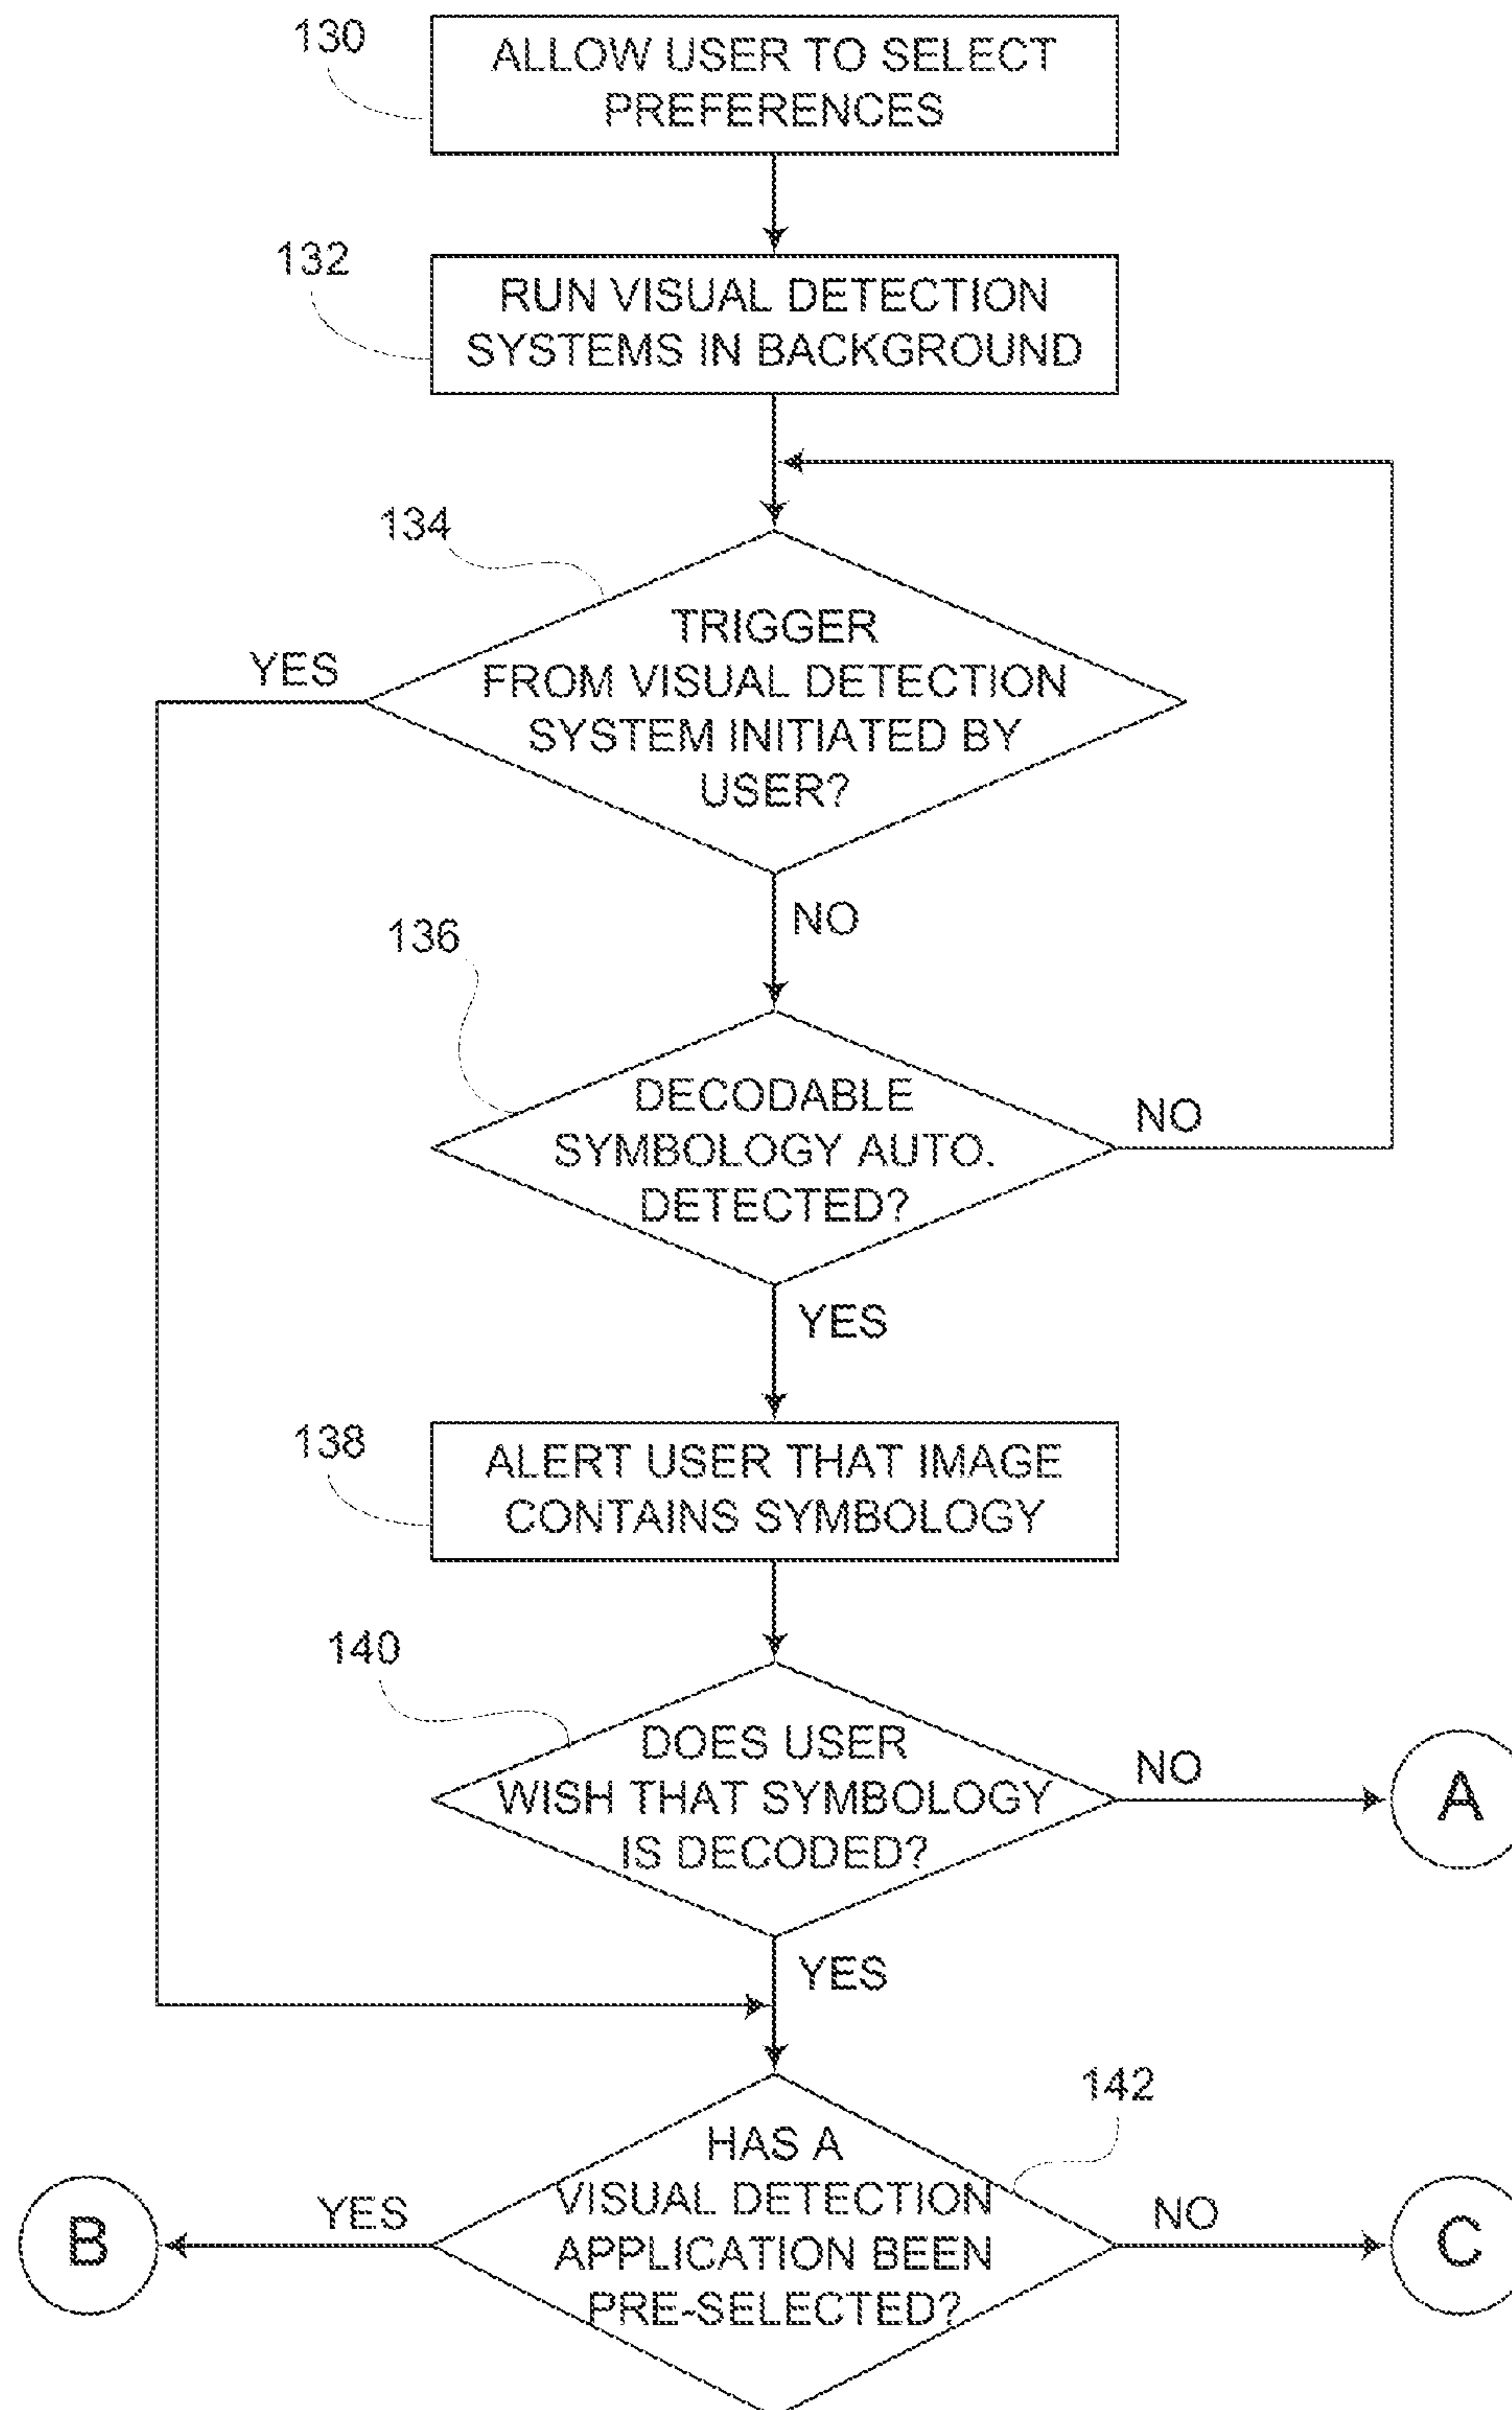 130
ALLOW USER TO SELECT
PREFERENCES
132
RUN VISUAL DETECTION
SYSTEMS IN BACKGROUND
134
TRIGGER
FROM VISUAL DETECTION
SYSTEM INITIATED BY
USER?
YES
NO
136
DECODABLE
SYMBOLOGY AUTO.
DETECTED?
NO
YES
138
ALERT USER THAT IMAGE
CONTAINS SYMBOLOGY
140
DOES USER
WISH THAT SYMBOLOGY
IS DECODED?
NO
A
YES
142
HAS A
VISUAL DETECTION
APPLICATION BEEN
PRE-SELECTED?
YES
B
NO
C